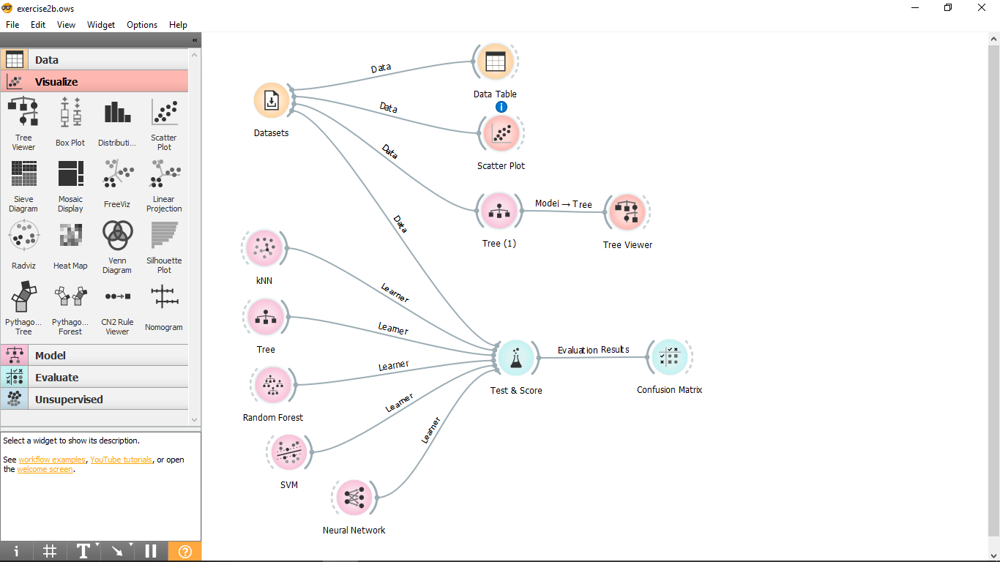 exercise2b.ows
File Edit View Widget Options Help
«
Data
Visualize
Tree
Viewer
Box Plot
Distributi...
Scatter
Plot
Sieve
Diagram
Mosaic
Display
FreeViz
Linear
Projection
Radviz
Heat Map
Venn
Diagram
Silhouette
Plot
Pythago...
Tree
Pythago...
Forest
CN2 Rule
Viewer
Nomogram
Model
Evaluate
Unsupervised
Select a widget to show its description.
See workflow examples, YouTube tutorials, or open
the welcome screen.
i
#
T
?
Datasets
Data
Data
Data
Data
Data Table
i
Scatter Plot
Tree (1)
Model → Tree
Tree Viewer
kNN
Learner
Tree
Learner
Random Forest
Learner
SVM
Learner
Neural Network
Learner
Test & Score
Evaluation Results
Confusion Matrix